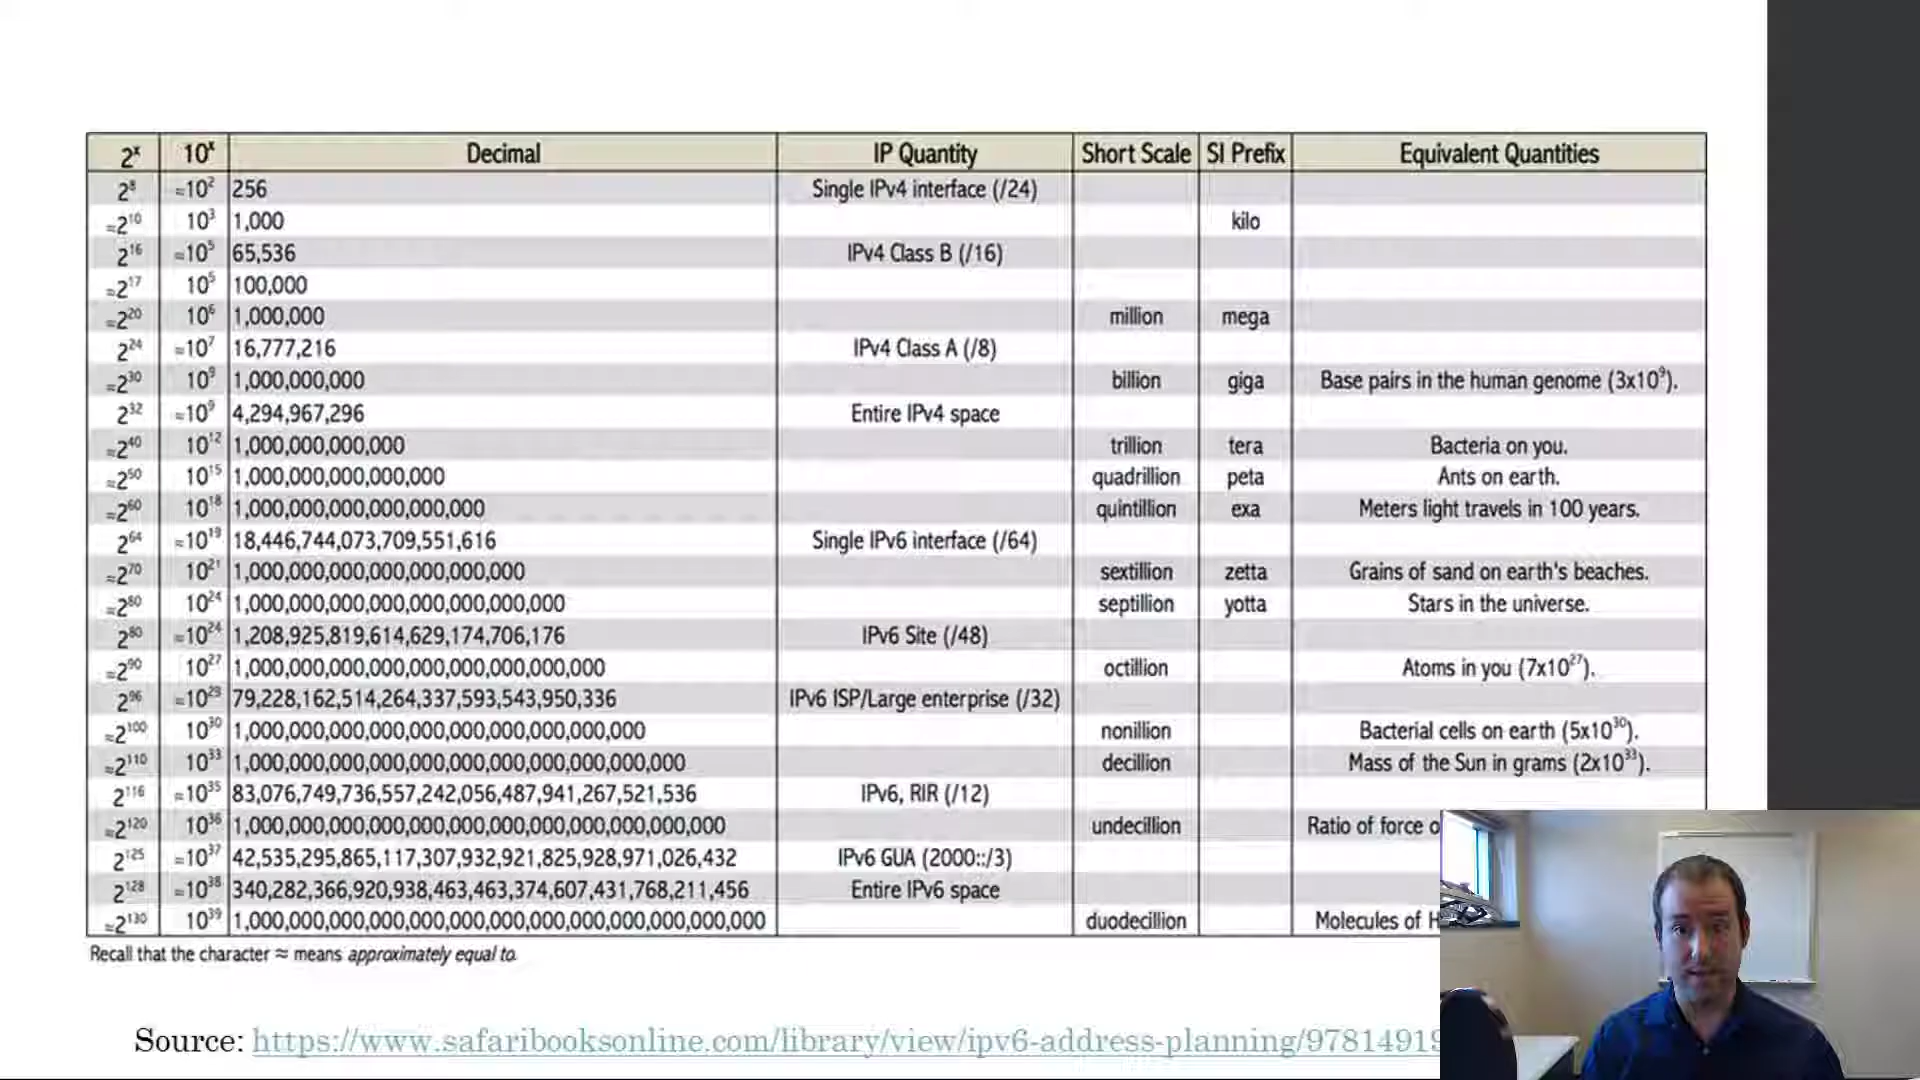 2ˣ 10ˣ Decimal IP Quantity Short Scale SI Prefix Equivalent Quantities
2⁸ ≈10² 256 Single IPv4 interface (/24)
≈2¹⁰ 10³ 1,000 kilo
2¹⁶ ≈10⁵ 65,536 IPv4 Class B (/16)
≈2¹⁷ 10⁵ 100,000
≈2²⁰ 10⁶ 1,000,000 million mega
2²⁴ ≈10⁷ 16,777,216 IPv4 Class A (/8)
≈2³⁰ 10⁹ 1,000,000,000 billion giga Base pairs in the human genome (3x10⁹).
2³² ≈10⁹ 4,294,967,296 Entire IPv4 space
≈2⁴⁰ 10¹² 1,000,000,000,000 trillion tera Bacteria on you.
≈2⁵⁰ 10¹⁵ 1,000,000,000,000,000 quadrillion peta Ants on earth.
≈2⁶⁰ 10¹⁸ 1,000,000,000,000,000,000 quintillion exa Meters light travels in 100 years.
2⁶⁴ ≈10¹⁹ 18,446,744,073,709,551,616 Single IPv6 interface (/64)
≈2⁷⁰ 10²¹ 1,000,000,000,000,000,000,000 sextillion zetta Grains of sand on earth's beaches.
≈2⁸⁰ 10²⁴ 1,000,000,000,000,000,000,000,000 septillion yotta Stars in the universe.
2⁸⁰ ≈10²⁴ 1,208,925,819,614,629,174,706,176 IPv6 Site (/48)
≈2⁹⁰ 10²⁷ 1,000,000,000,000,000,000,000,000,000 octillion Atoms in you (7x10²⁷).
2⁹⁶ ≈10²³ 79,228,162,514,264,337,593,543,950,336 IPv6 ISP/Large enterprise (/32)
≈2¹⁰⁰ 10³⁰ 1,000,000,000,000,000,000,000,000,000,000 nonillion Bacterial cells on earth (5x10³⁰).
≈2¹¹⁰ 10³³ 1,000,000,000,000,000,000,000,000,000,000,000 decillion Mass of the Sun in grams (2x10³³).
2¹¹⁶ ≈10³⁵ 83,076,749,736,557,242,056,487,941,267,521,536 IPv6, RIR (/12)
≈2¹²⁰ 10³⁶ 1,000,000,000,000,000,000,000,000,000,000,000,000 undecillion Ratio of force o
2¹²⁵ ≈10³⁷ 42,535,295,865,117,307,932,921,825,928,971,026,432 IPv6 GUA (2000::/3)
2¹²⁸ ≈10³⁸ 340,282,366,920,938,463,463,374,607,431,768,211,456 Entire IPv6 space
≈2¹³⁰ 10³⁹ 1,000,000,000,000,000,000,000,000,000,000,000,000,000 duodecillion Molecules of H
Recall that the character ≈ means approximately equal to.
Source: https://www.safaribooksonline.com/library/view/ipv6-address-planning/97814919